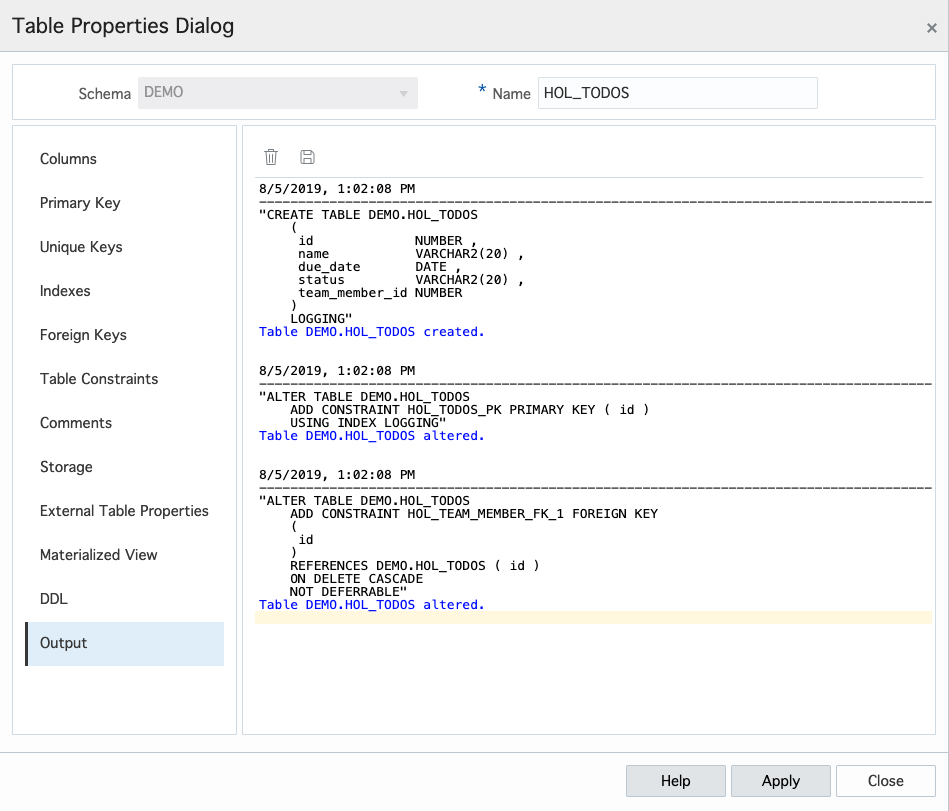 Table Properties Dialog
×
Schema DEMO
* Name HOL_TODOS
Columns
Primary Key
Unique Keys
Indexes
Foreign Keys
Table Constraints
Comments
Storage
External Table Properties
Materialized View
DDL
Output
8/5/2019, 1:02:08 PM
--------------------------------------------------------------------------------------
"CREATE TABLE DEMO.HOL_TODOS
(
id NUMBER ,
name VARCHAR2(20) ,
due_date DATE ,
status VARCHAR2(20) ,
team_member_id NUMBER
)
LOGGING"
Table DEMO.HOL_TODOS created.
8/5/2019, 1:02:08 PM
--------------------------------------------------------------------------------------
"ALTER TABLE DEMO.HOL_TODOS
ADD CONSTRAINT HOL_TODOS_PK PRIMARY KEY ( id )
USING INDEX LOGGING"
Table DEMO.HOL_TODOS altered.
8/5/2019, 1:02:08 PM
--------------------------------------------------------------------------------------
"ALTER TABLE DEMO.HOL_TODOS
ADD CONSTRAINT HOL_TEAM_MEMBER_FK_1 FOREIGN KEY
(
id
)
REFERENCES DEMO.HOL_TODOS ( id )
ON DELETE CASCADE
NOT DEFERRABLE"
Table DEMO.HOL_TODOS altered.
Help
Apply
Close